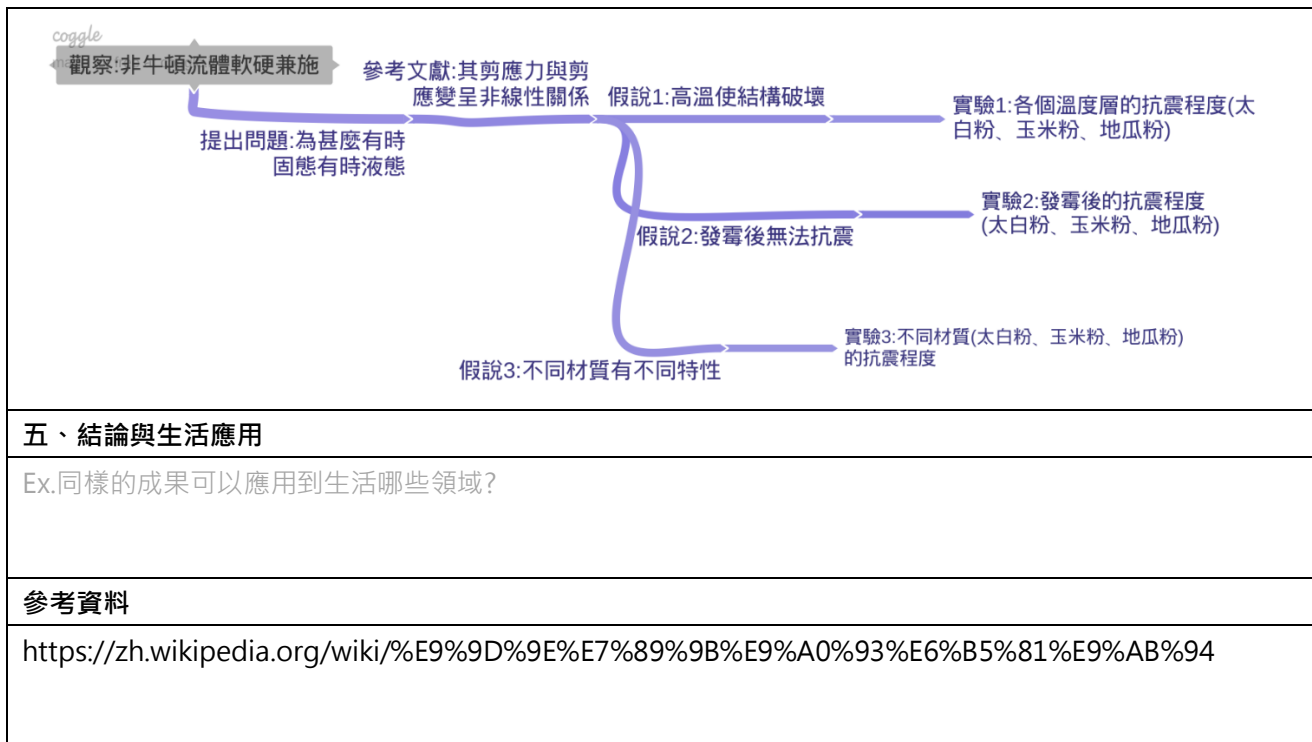 coggle
觀察:非牛頓流體軟硬兼施
提出問題:為甚麼有時
固態有時液態
參考文獻:其剪應力與剪
應變呈非線性關係
假說1:高溫使結構破壞
實驗1:各個溫度層的抗震程度(太
白粉、玉米粉、地瓜粉)
假說2:發霉後無法抗震
實驗2:發霉後的抗震程度
(太白粉、玉米粉、地瓜粉)
假說3:不同材質有不同特性
實驗3:不同材質(太白粉、玉米粉、地瓜粉)
的抗震程度
五、結論與生活應用
Ex.同樣的成果可以應用到生活哪些領域?
參考資料
https://zh.wikipedia.org/wiki/%E9%9D%9E%E7%89%9B%E9%A0%93%E6%B5%81%E9%AB%94